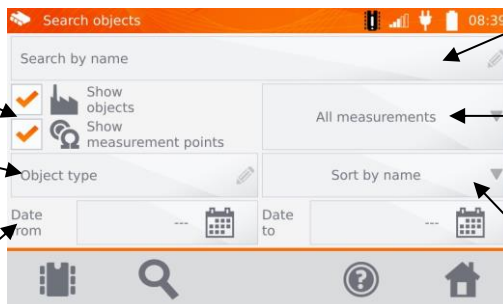 Search objects
08:39
Search by name
Show
objects
Show
measurement points
All measurements
Object type
Sort by name
Date
from
---
Date
to
---